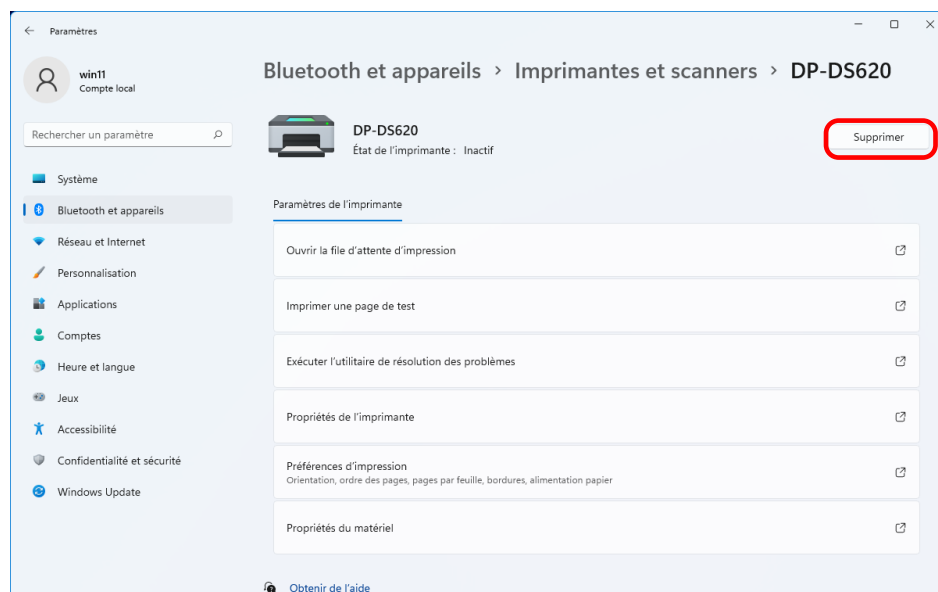 Paramètres
win11
Compte local
Rechercher un paramètre
Système
Bluetooth et appareils
Réseau et Internet
Personnalisation
Applications
Comptes
Heure et langue
Jeux
Accessibilité
Confidentialité et sécurité
Windows Update
Bluetooth et appareils > Imprimantes et scanners > DP-DS620
DP-DS620
État de l'imprimante : Inactif
Supprimer
Paramètres de l'imprimante
Ouvrir la file d'attente d'impression
Imprimer une page de test
Exécuter l'utilitaire de résolution des problèmes
Propriétés de l'imprimante
Préférences d'impression
Orientation, ordre des pages, pages par feuille, bordures, alimentation papier
Propriétés du matériel
Obtenir de l'aide